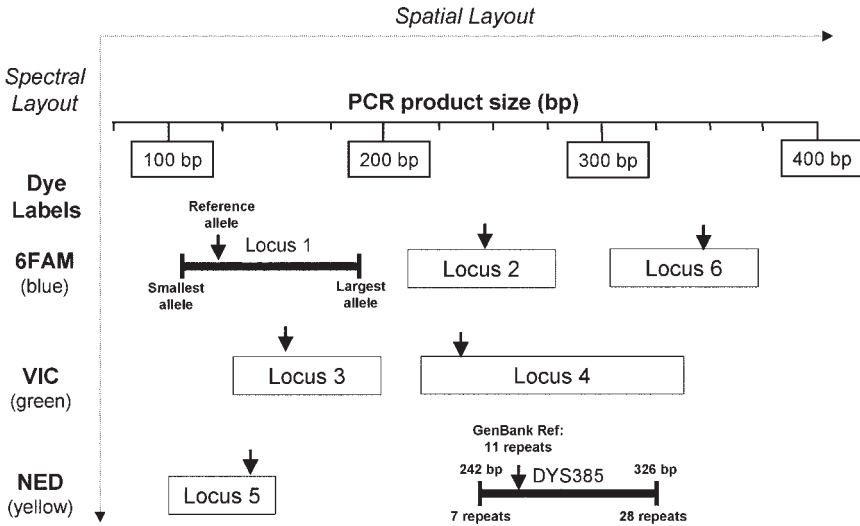 Spatial Layout
Spectral
Layout
PCR product size (bp)
100 bp
200 bp
300 bp
400 bp
Dye
Labels
Reference
allele
Locus 1
6FAM
(blue)
Smallest
allele
Largest
allele
Locus 2
Locus 6
VIC
(green)
Locus 3
Locus 4
GenBank Ref:
11 repeats
NED
(yellow)
Locus 5
242 bp
DYS385
326 bp
7 repeats
28 repeats